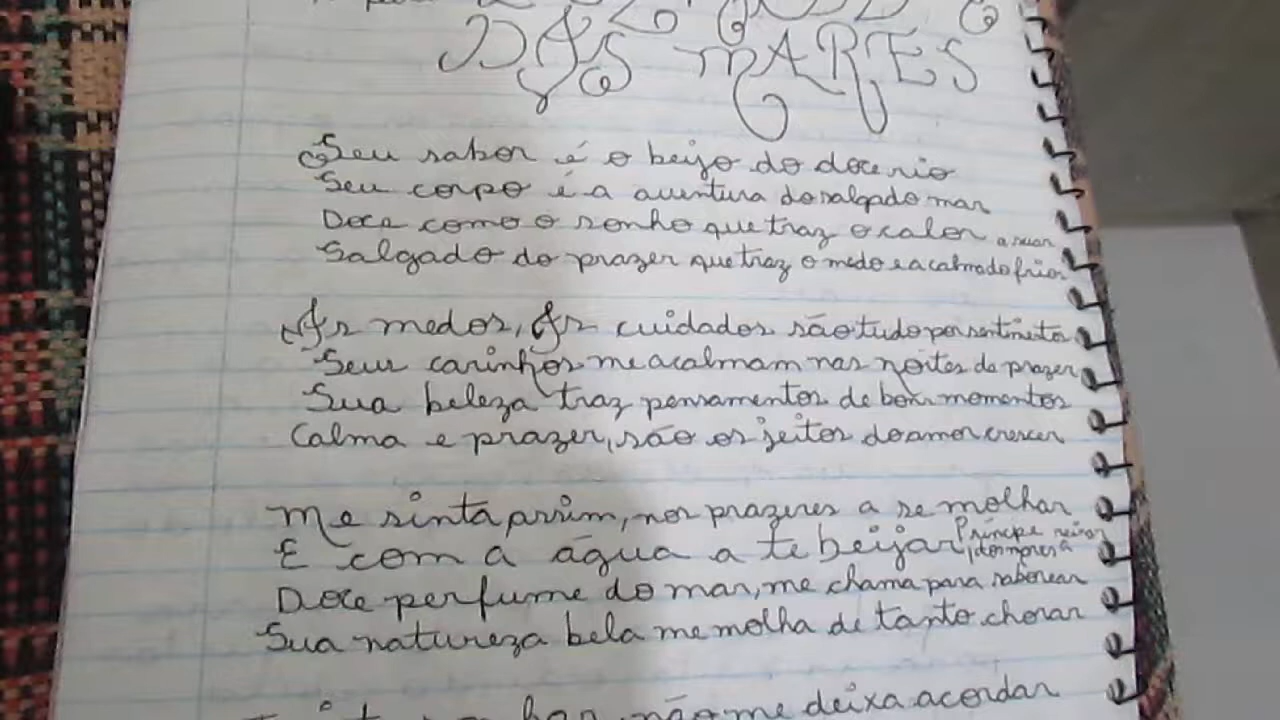 DAS MARES
Seu sabor é o beijo do doce rio
Seu corpo é a aventura do salgado mar
Doce como o sonho que traz o calor a suar
Salgado do prazer que traz o medo e a calma do frio
As medos, As cuidados são tudo por sentimentos
Seus carinhos me acalmam nas noites de prazer
Sua beleza traz pensamentos de bons momentos
Calma e prazer, são os jeitos do amor crescer
Me sinta assim, nos prazeres a se molhar
E com a água a te beijar, Príncipe
Doce perfume do mar, me chama para saborear
Sua natureza bela me molha de tanto chorar
não me deixa acordar